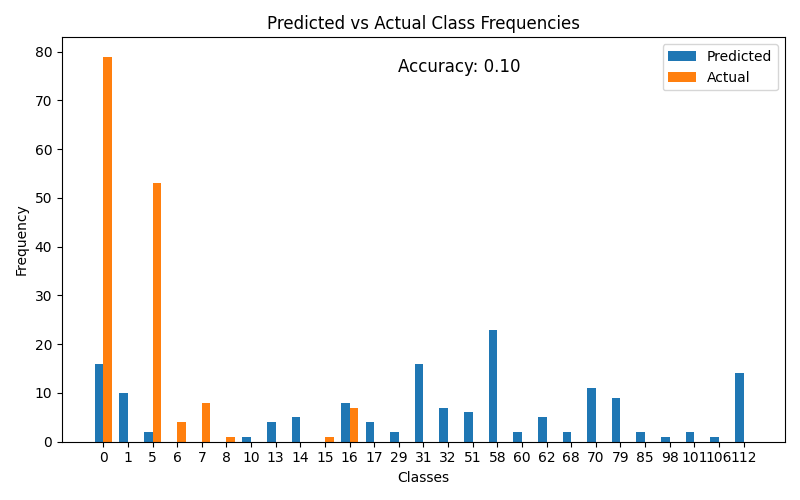 Predicted vs Actual Class Frequencies
Accuracy: 0.10
Predicted
Actual
Frequency
80
70
60
50
40
30
20
10
0
0 1 5 6 7 8 10 13 14 15 16 17 29 31 32 51 58 60 62 68 70 79 85 98 101 106 112
Classes